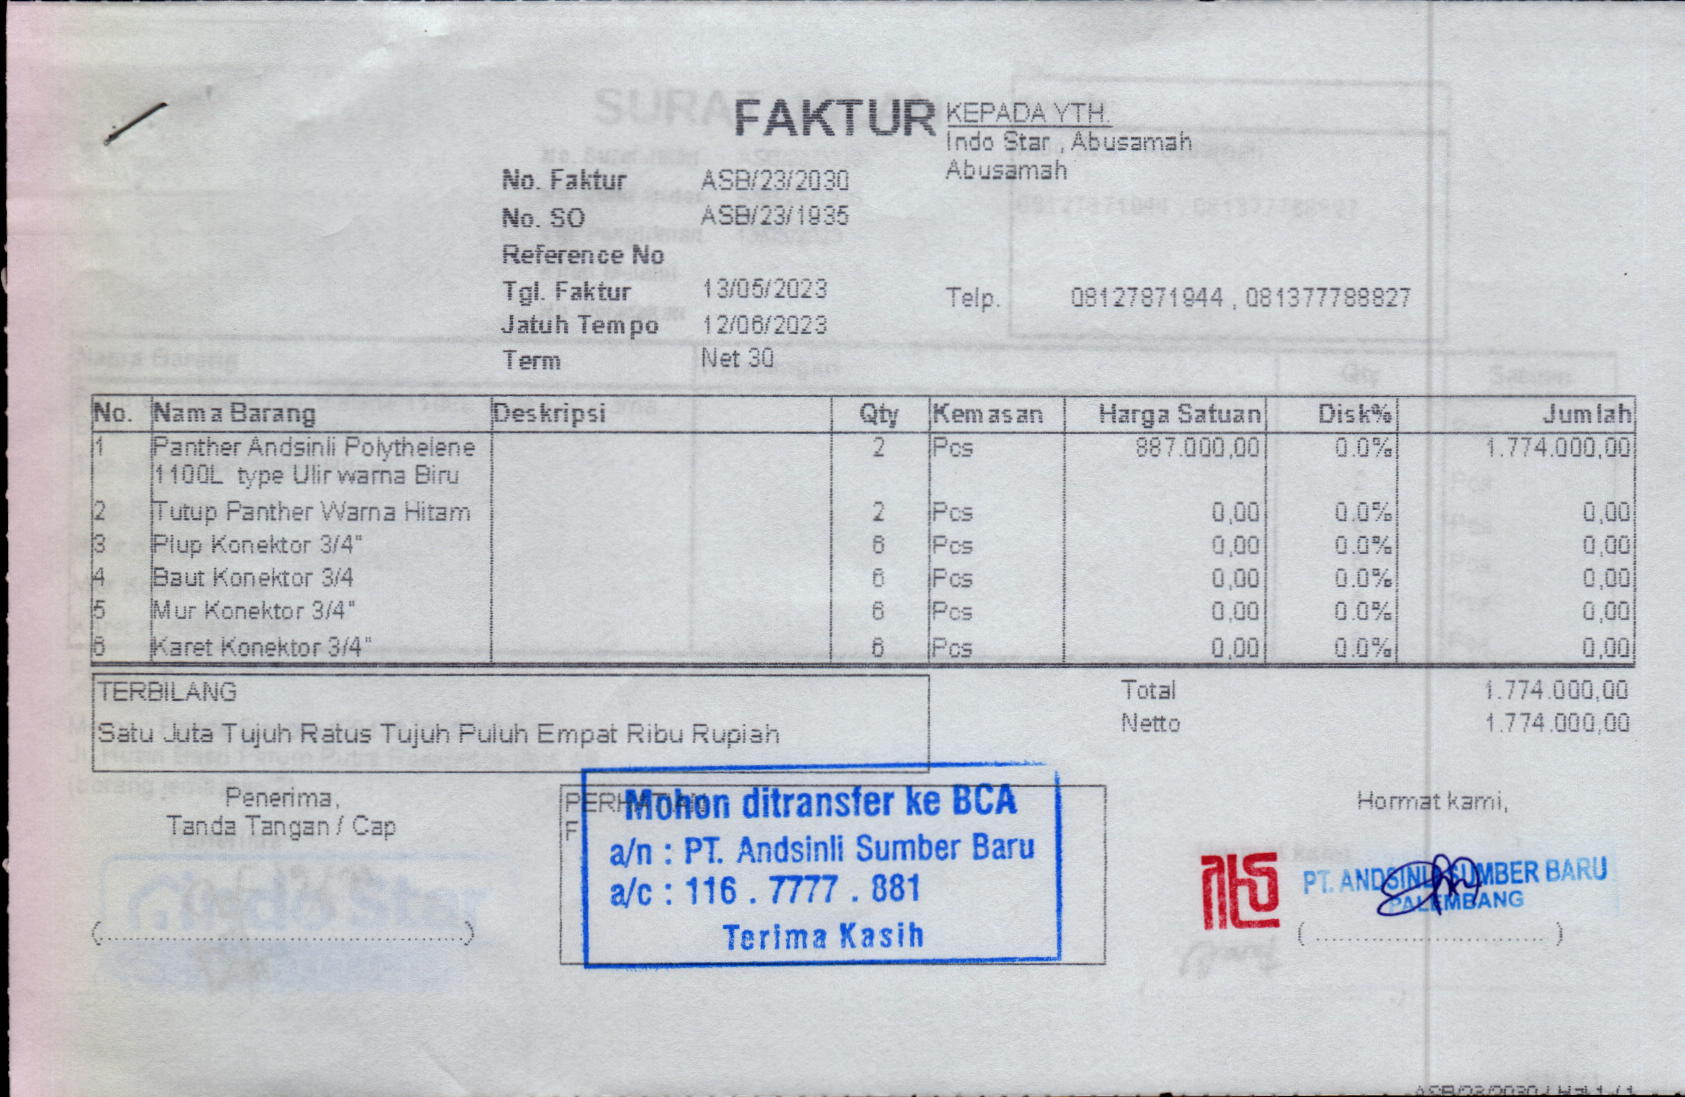 FAKTUR
KEPADA YTH.
Indo Star , Abusamah
Abusamah
No. Faktur ASB/23/2030
No. SO ASB/23/1935
Reference No
Tgl. Faktur 13/05/2023
Jatuh Tempo 12/06/2023
Term Net 30
Telp. 08127871944 , 081377788827
No. Nama Barang Deskripsi Qty Kemasan Harga Satuan Disk% Jumlah
1 Panther Andsinli Polythelene 2 Pcs 887.000,00 0.0% 1.774.000,00
1100L type Ulir warna Biru
2 Tutup Panther Warna Hitam 2 Pcs 0,00 0.0% 0,00
3 Plup Konektor 3/4" 6 Pcs 0,00 0.0% 0,00
4 Baut Konektor 3/4 6 Pcs 0,00 0.0% 0,00
5 Mur Konektor 3/4" 6 Pcs 0,00 0.0% 0,00
6 Karet Konektor 3/4" 6 Pcs 0,00 0.0% 0,00
TERBILANG
Satu Juta Tujuh Ratus Tujuh Puluh Empat Ribu Rupiah
Total 1.774.000,00
Netto 1.774.000,00
Penerima,
Tanda Tangan / Cap
Mohon ditransfer ke BCA
a/n : PT. Andsinli Sumber Baru
a/c : 116 . 7777 . 881
Terima Kasih
Hormat kami,
PT. ANDSINLI SUMBER BARU
PALEMBANG
Indo Star
ASB/23/2030 / Hal 1 / 1